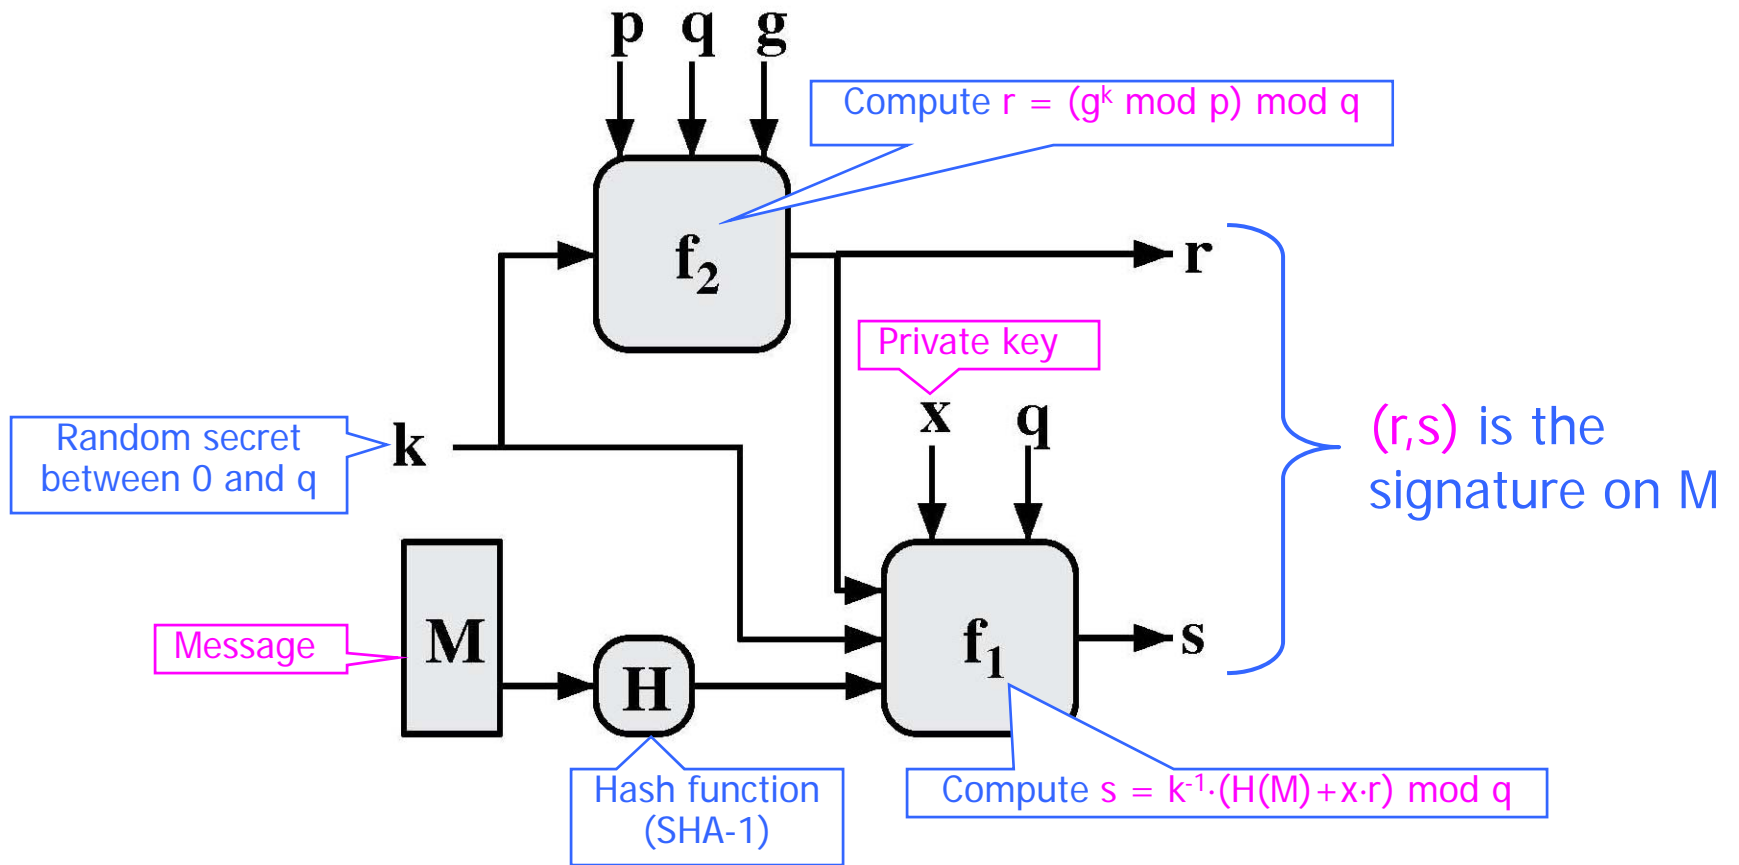 p q g
Compute r = (gᵏ mod p) mod q
f₂
r
Private key
x q
Random secret
between 0 and q
k
(r,s) is the
signature on M
Message
M
H
f₁
s
Hash function
(SHA-1)
Compute s = k⁻¹·(H(M)+x·r) mod q